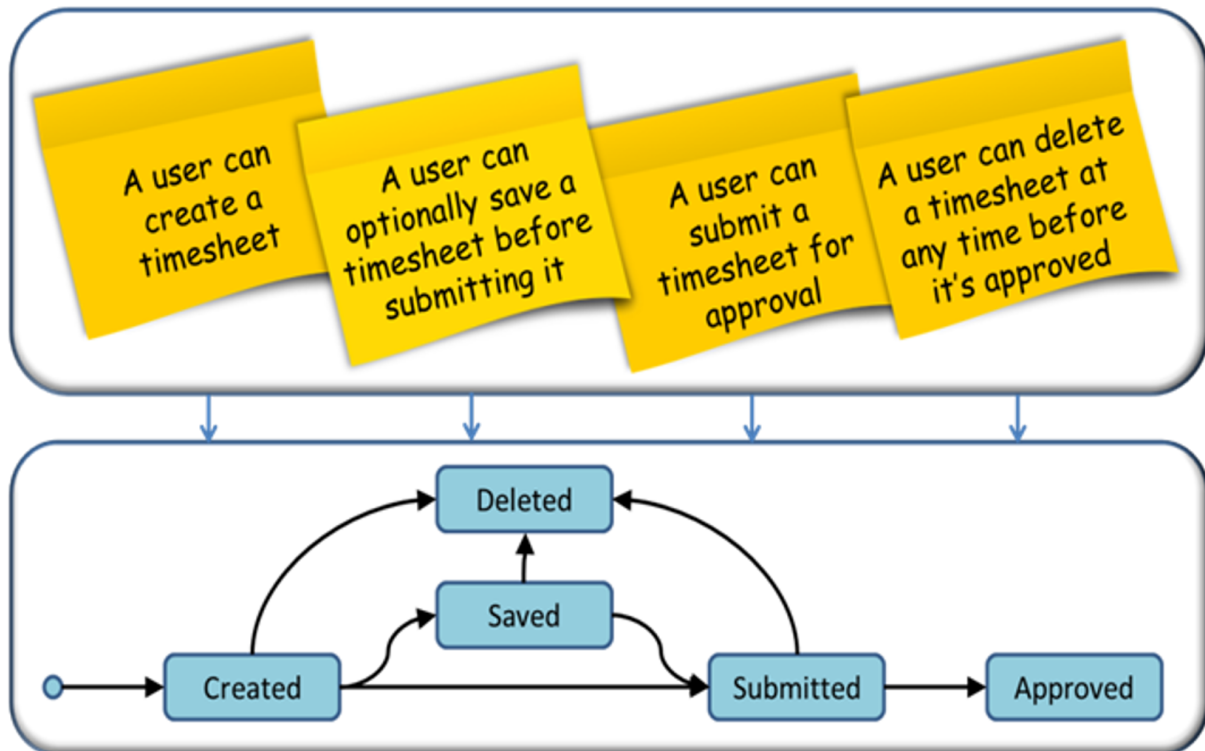 A user can
create a
timesheet
A user can
optionally save a
timesheet before
submitting it
A user can
submit a
timesheet for
approval
A user can delete
a timesheet at
any time before
it's approved
Deleted
Saved
Created
Submitted
Approved